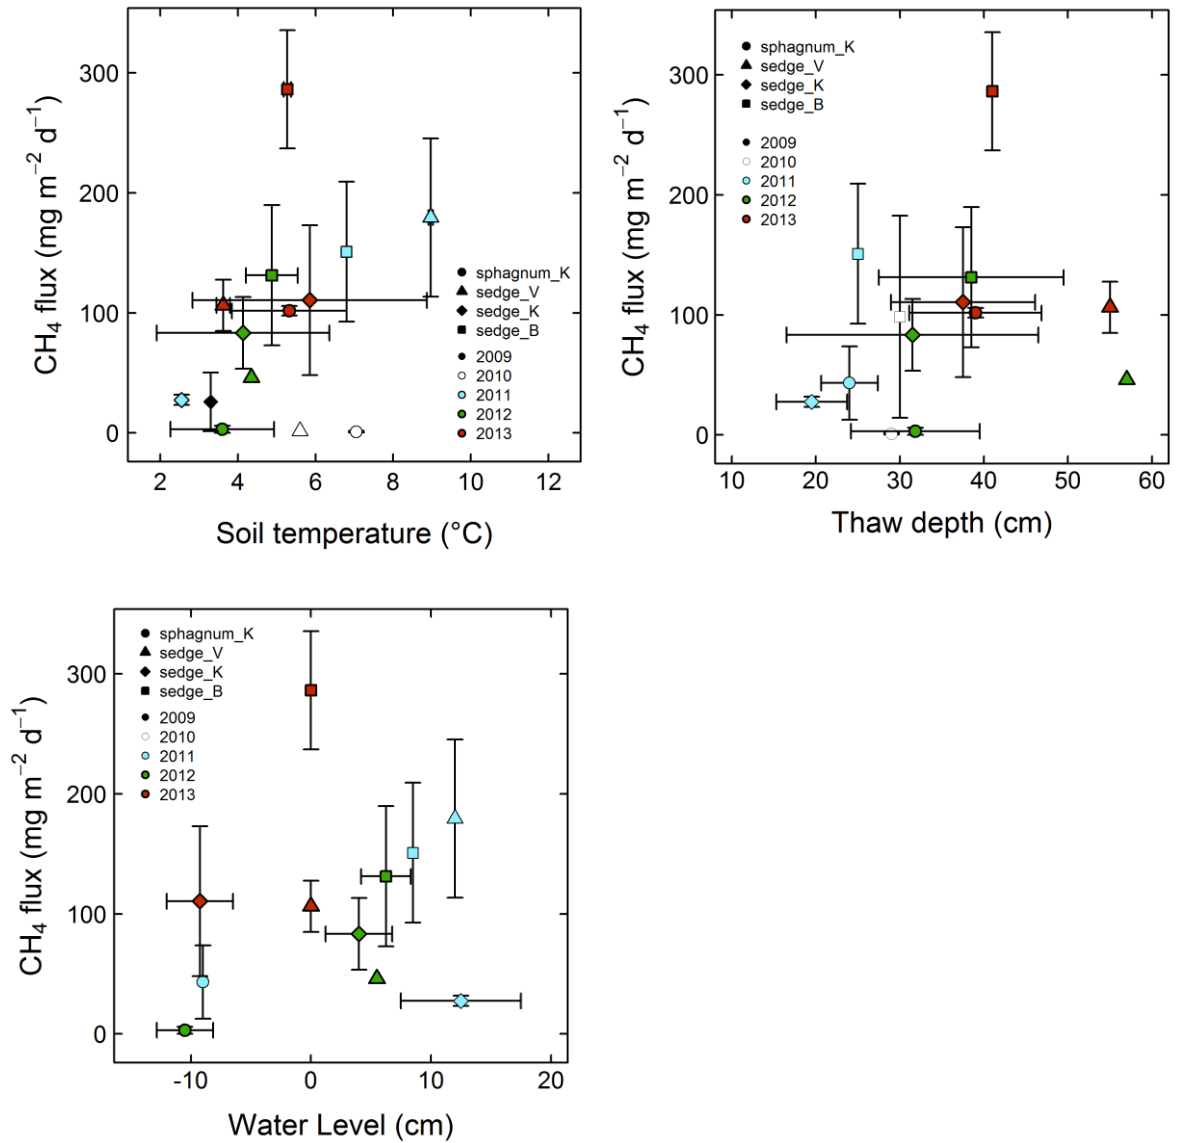 300
200
100
0
CH₄ flux (mg m⁻² d⁻¹)
sphagnum_K
sedge_V
sedge_K
sedge_B
2009
2010
2011
2012
2013
2 4 6 8 10 12
Soil temperature (°C)
300
200
100
0
CH₄ flux (mg m⁻² d⁻¹)
sphagnum_K
sedge_V
sedge_K
sedge_B
2009
2010
2011
2012
2013
10 20 30 40 50 60
Thaw depth (cm)
300
200
100
0
CH₄ flux (mg m⁻² d⁻¹)
sphagnum_K
sedge_V
sedge_K
sedge_B
2009
2010
2011
2012
2013
-10 0 10 20
Water Level (cm)